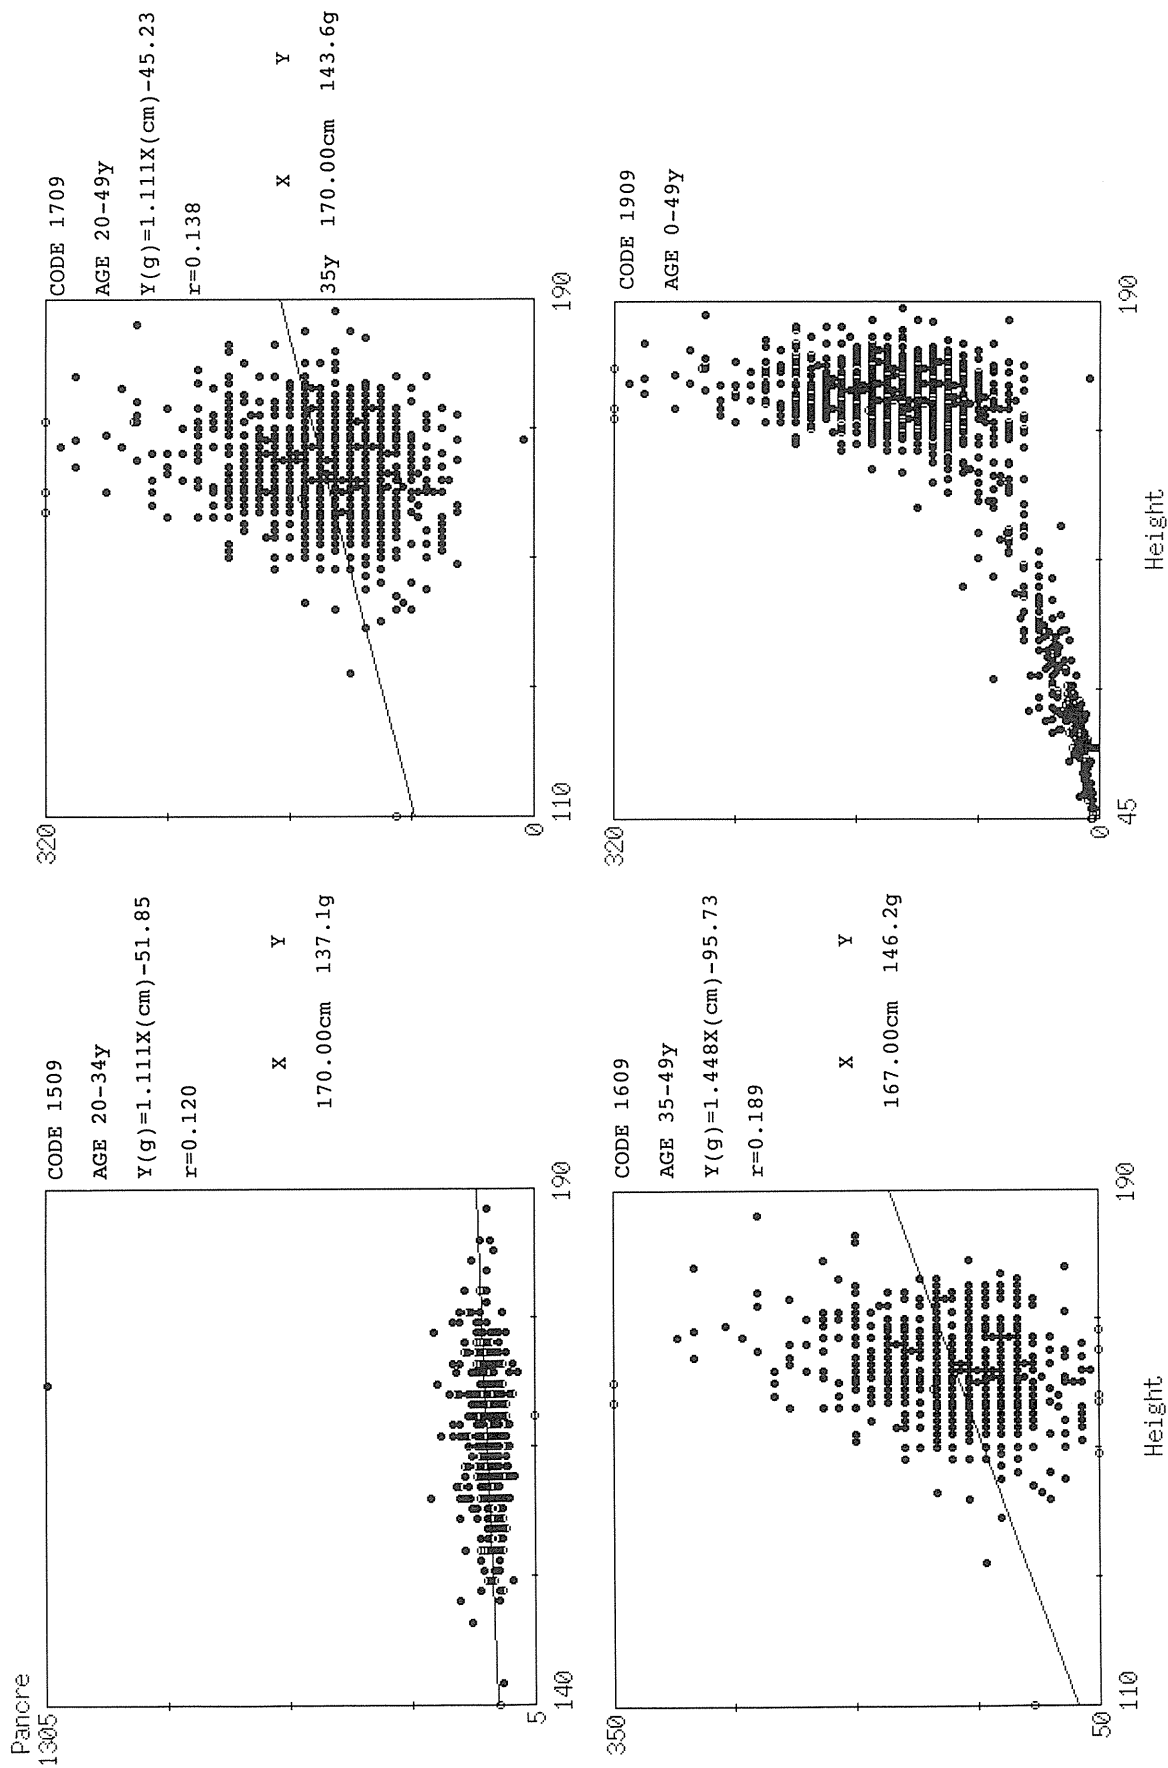 Pancre
1305
5
140
190
CODE 1509
AGE 20-34y
Y(g)=1.111X(cm)-51.85
r=0.120
X Y
170.00cm 137.1g
320
0
110
190
CODE 1709
AGE 20-49y
Y(g)=1.111X(cm)-45.23
r=0.138
X Y
35y 170.00cm 143.6g
350
50
110
190
Height
CODE 1609
AGE 35-49y
Y(g)=1.448X(cm)-95.73
r=0.189
X Y
167.00cm 146.2g
320
0
45
190
Height
CODE 1909
AGE 0-49y